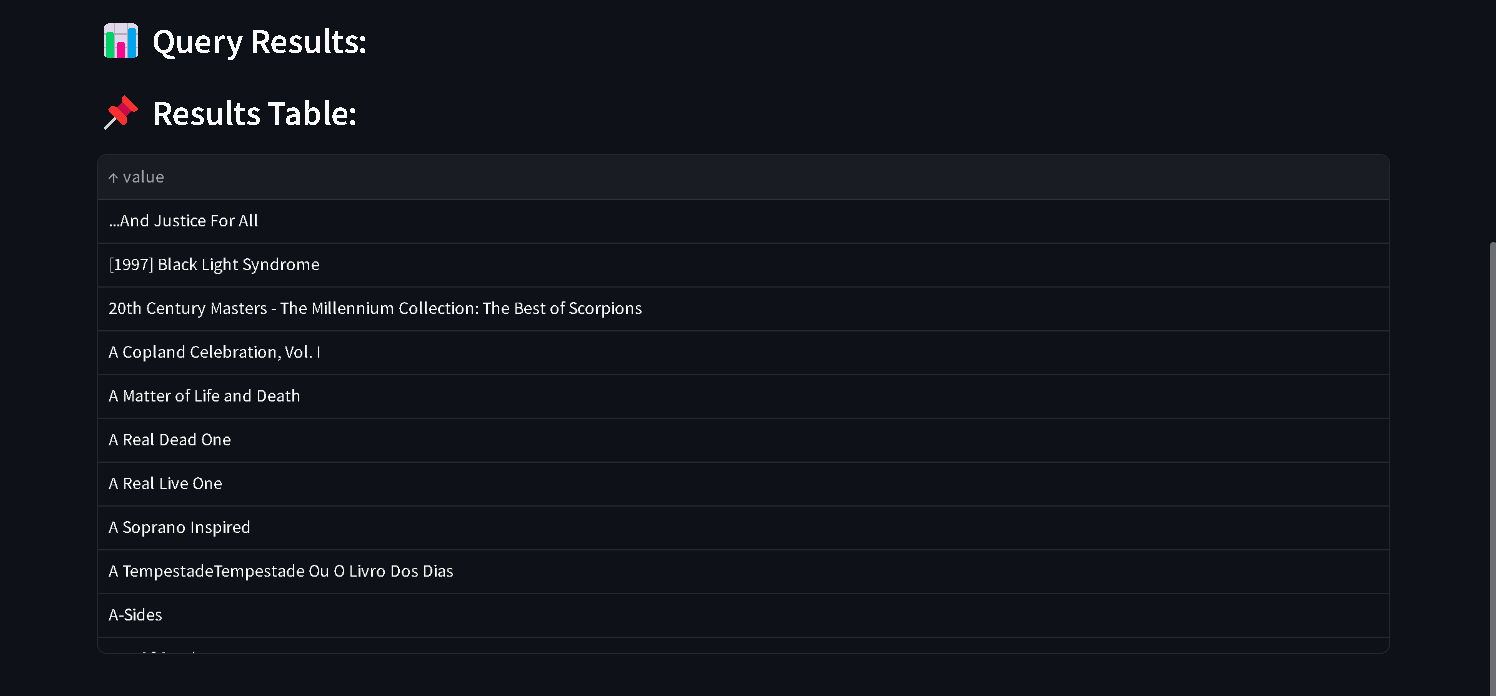 Query Results:
Results Table:
↑ value
...And Justice For All
[1997] Black Light Syndrome
20th Century Masters - The Millennium Collection: The Best of Scorpions
A Copland Celebration, Vol. I
A Matter of Life and Death
A Real Dead One
A Real Live One
A Soprano Inspired
A TempestadeTempestade Ou O Livro Dos Dias
A-Sides